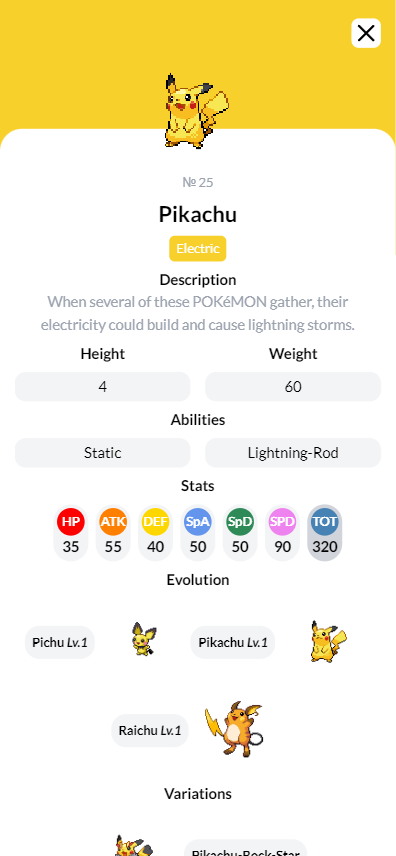 № 25
Pikachu
Electric
Description
When several of these POKéMON gather, their
electricity could build and cause lightning storms.
Height Weight
4 60
Abilities
Static Lightning-Rod
Stats
HP ATK DEF SpA SpD SPD TOT
35 55 40 50 50 90 320
Evolution
Pichu Lv.1 Pikachu Lv.1
Raichu Lv.1
Variations
Pikachu-Rock-Star